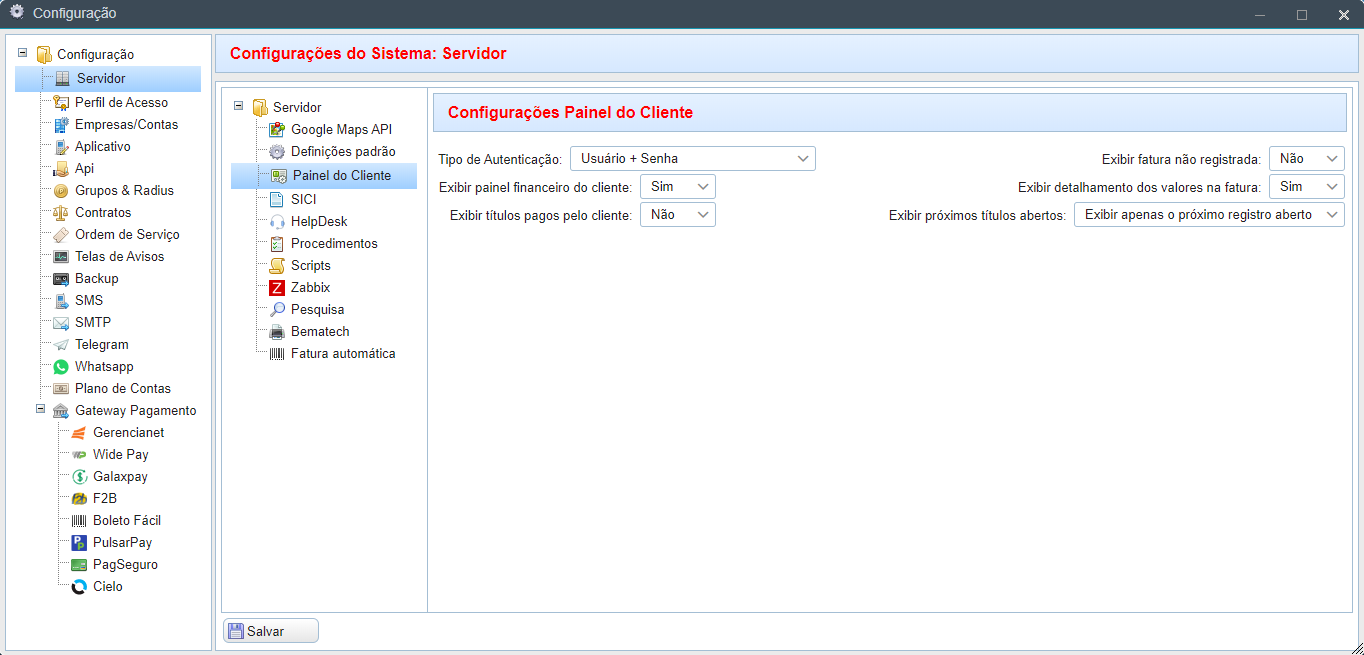 Configuração
Configuração
Servidor
Perfil de Acesso
Empresas/Contas
Aplicativo
Api
Grupos & Radius
Contratos
Ordem de Serviço
Telas de Avisos
Backup
SMS
SMTP
Telegram
Whatsapp
Plano de Contas
Gateway Pagamento
Gerencianet
Wide Pay
Galaxpay
F2B
Boleto Fácil
PulsarPay
PagSeguro
Cielo
Configurações do Sistema: Servidor
Servidor
Google Maps API
Definições padrão
Painel do Cliente
SICI
HelpDesk
Procedimentos
Scripts
Z Zabbix
Pesquisa
Bematech
Fatura automática
Configurações Painel do Cliente
Tipo de Autenticação: Usuário + Senha
Exibir fatura não registrada: Não
Exibir painel financeiro do cliente: Sim
Exibir detalhamento dos valores na fatura: Sim
Exibir títulos pagos pelo cliente: Não
Exibir próximos títulos abertos: Exibir apenas o próximo registro aberto
Salvar